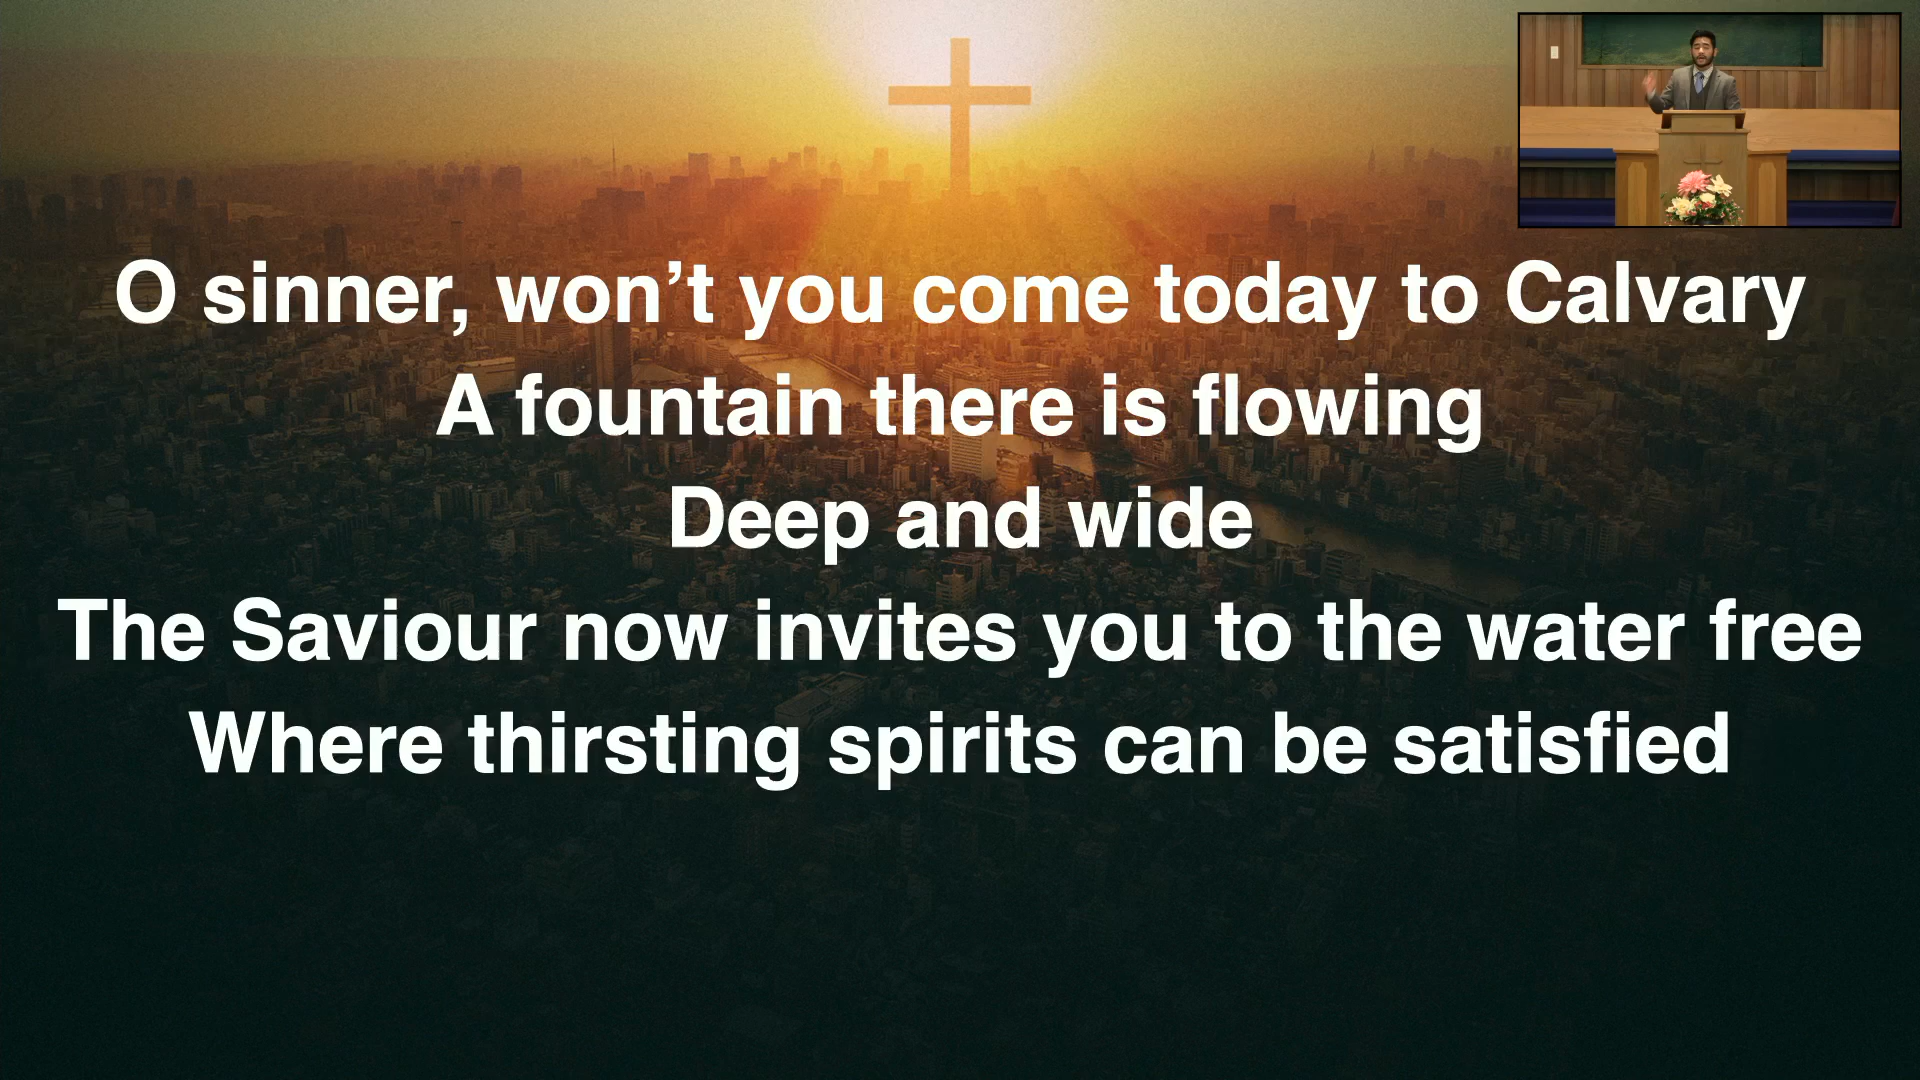 O sinner, won’t you come today to Calvary
A fountain there is flowing
Deep and wide
The Saviour now invites you to the water free
Where thirsting spirits can be satisfied